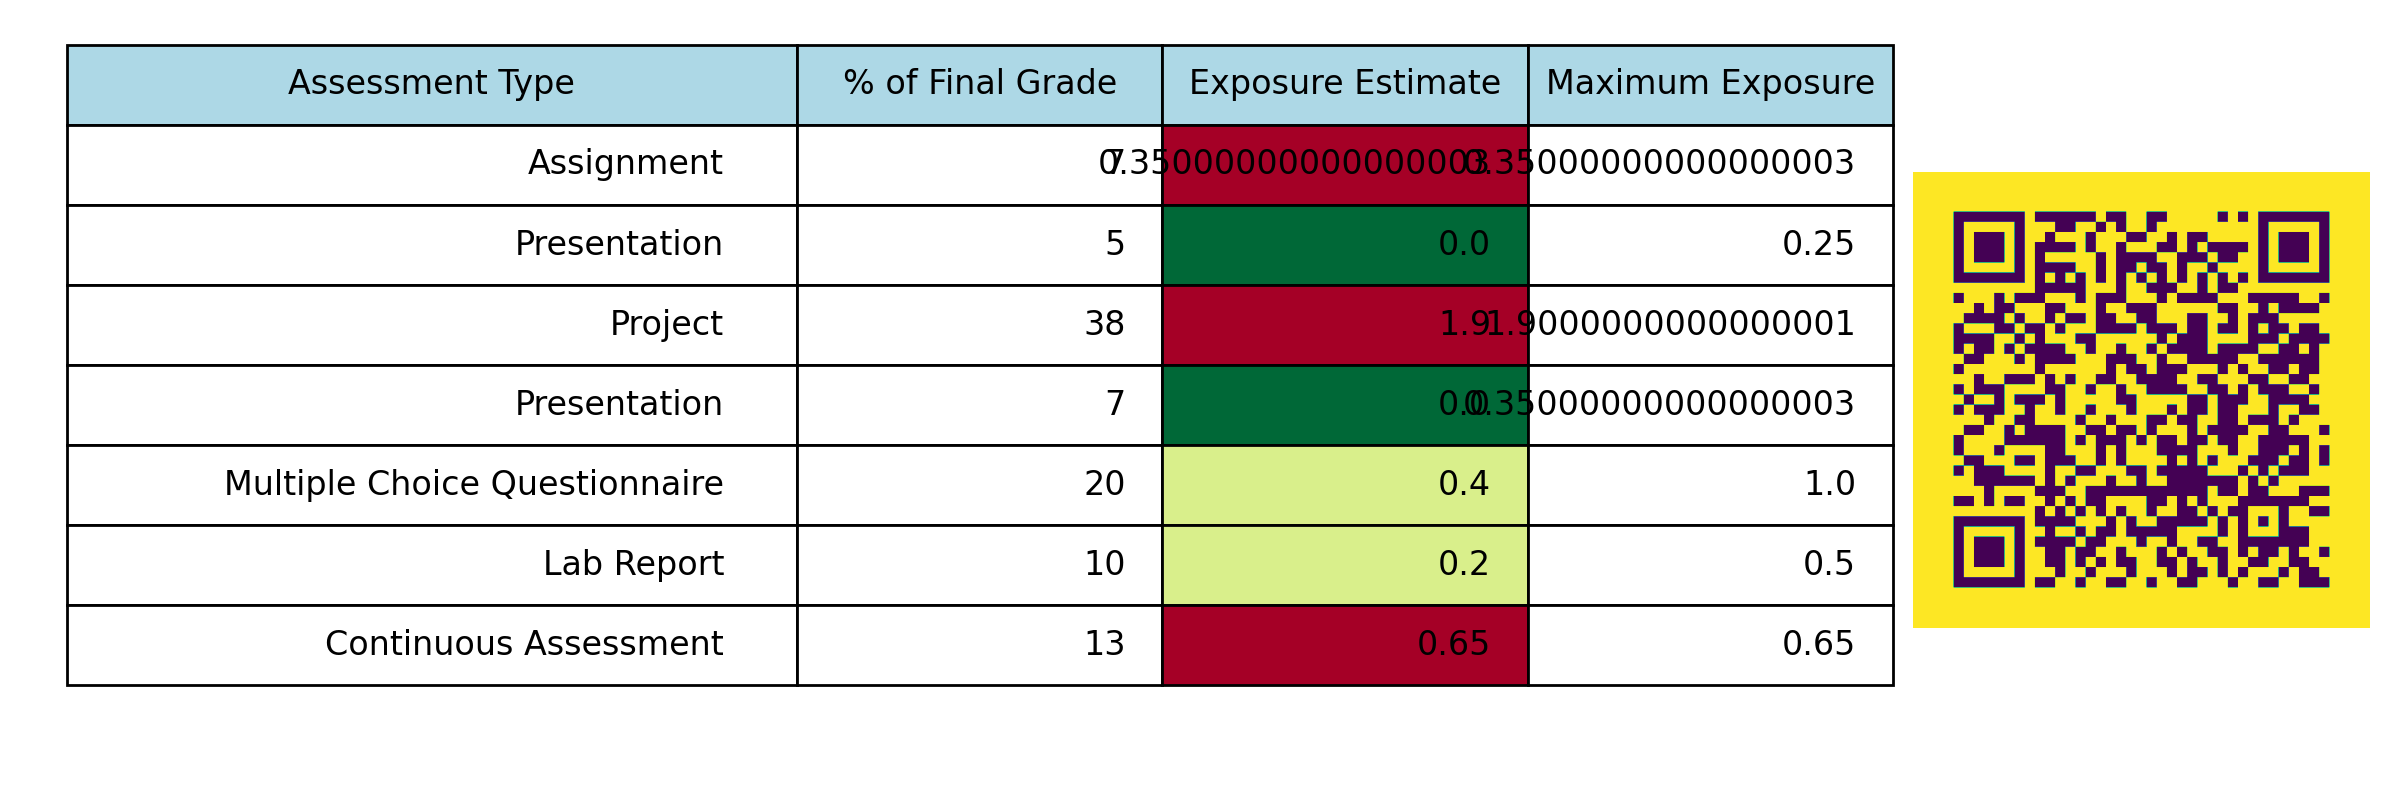 Assessment Type % of Final Grade Exposure Estimate Maximum Exposure
Assignment 7 0.35000000000000003 0.35000000000000003
Presentation 5 0.0 0.25
Project 38 1.9 1.9000000000000001
Presentation 7 0.0 0.35000000000000003
Multiple Choice Questionnaire 20 0.4 1.0
Lab Report 10 0.2 0.5
Continuous Assessment 13 0.65 0.65